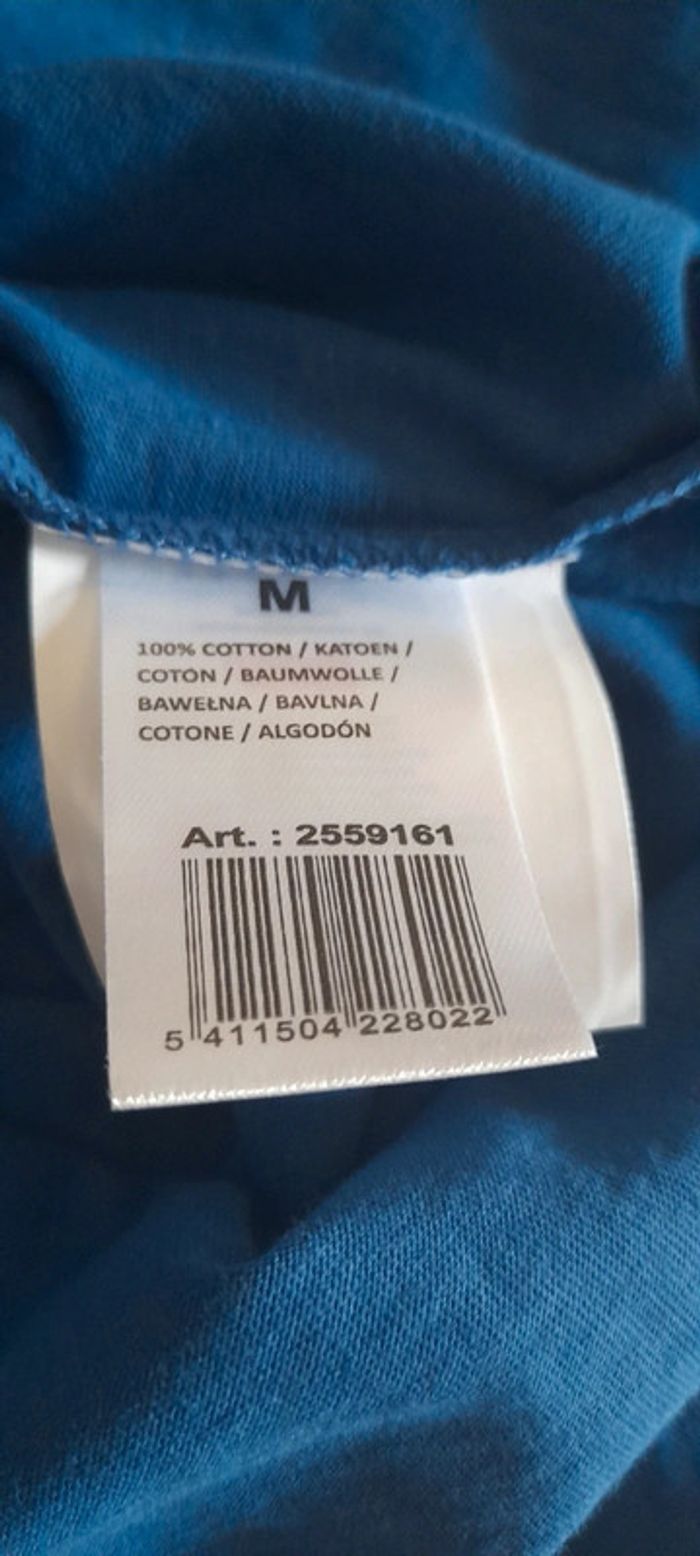 M
100% COTTON / KATOEN /
COTON / BAUMWOLLE /
BAWEŁNA / BAVLNA /
COTONE / ALGODÓN
Art. : 2559161
5 411504 228022